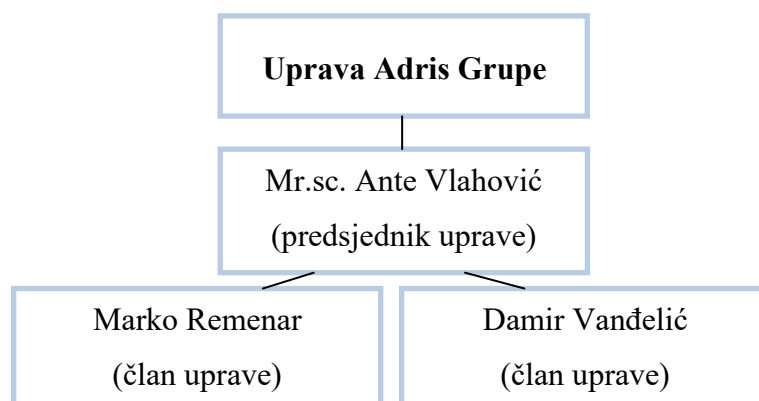 Uprava Adris Grupe
Mr.sc. Ante Vlahović
(predsjednik uprave)
Marko Remenar
(član uprave)
Damir Vanđelić
(član uprave)